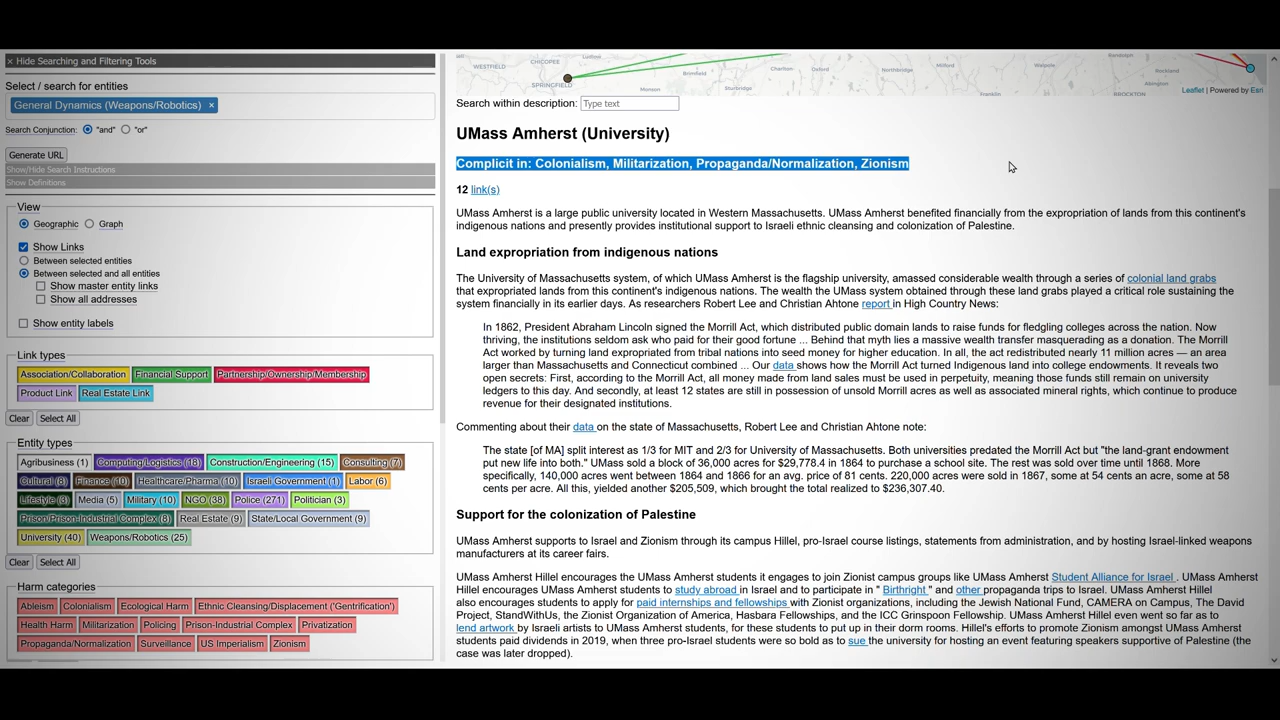 × Hide Searching and Filtering Tools
Select / search for entities
General Dynamics (Weapons/Robotics) ×
Search Conjunction: "and" "or"
Generate URL
Show/Hide Search Instructions
Show Definitions
View
Geographic Graph
Show Links
Between selected entities
Between selected and all entities
Show master entity links
Show all addresses
Show entity labels
Link types
Association/Collaboration Financial Support Partnership/Ownership/Membership
Product Link Real Estate Link
Clear Select All
Entity types
Agribusiness (1) Computing/Logistics (18) Construction/Engineering (15) Consulting (7)
Cultural (8) Finance (10) Healthcare/Pharma (10) Israeli Government (1) Labor (6)
Lifestyle (3) Media (5) Military (10) NGO (38) Police (271) Politician (3)
Prison/Prison-Industrial Complex (8) Real Estate (9) State/Local Government (9)
University (40) Weapons/Robotics (25)
Clear Select All
Harm categories
Ableism Colonialism Ecological Harm Ethnic Cleansing/Displacement ('Gentrification')
Health Harm Militarization Policing Prison-Industrial Complex Privatization
Propaganda/Normalization Surveillance US Imperialism Zionism
WESTFIELD CHICOPEE SPRINGFIELD Monson Brimfield Sturbridge Charlton Oxford Northbridge Milford Franklin Walpole BROCKTON Rockland Abington
Leaflet | Powered by Esri
Search within description: Type text
UMass Amherst (University)
Complicit in: Colonialism, Militarization, Propaganda/Normalization, Zionism
12 link(s)
UMass Amherst is a large public university located in Western Massachusetts. UMass Amherst benefited financially from the expropriation of lands from this continent's
indigenous nations and presently provides institutional support to Israeli ethnic cleansing and colonization of Palestine.
Land expropriation from indigenous nations
The University of Massachusetts system, of which UMass Amherst is the flagship university, amassed considerable wealth through a series of colonial land grabs
that expropriated lands from this continent's indigenous nations. The wealth the UMass system obtained through these land grabs played a critical role sustaining the
system financially in its earlier days. As researchers Robert Lee and Christian Ahtone report in High Country News:
In 1862, President Abraham Lincoln signed the Morrill Act, which distributed public domain lands to raise funds for fledgling colleges across the nation. Now
thriving, the institutions seldom ask who paid for their good fortune ... Behind that myth lies a massive wealth transfer masquerading as a donation. The Morrill
Act worked by turning land expropriated from tribal nations into seed money for higher education. In all, the act redistributed nearly 11 million acres — an area
larger than Massachusetts and Connecticut combined ... Our data shows how the Morrill Act turned Indigenous land into college endowments. It reveals two
open secrets: First, according to the Morrill Act, all money made from land sales must be used in perpetuity, meaning those funds still remain on university
ledgers to this day. And secondly, at least 12 states are still in possession of unsold Morrill acres as well as associated mineral rights, which continue to produce
revenue for their designated institutions.
Commenting about their data on the state of Massachusetts, Robert Lee and Christian Ahtone note:
The state [of MA] split interest as 1/3 for MIT and 2/3 for University of Massachusetts. Both universities predated the Morrill Act but "the land-grant endowment
put new life into both." UMass sold a block of 36,000 acres for $29,778.4 in 1864 to purchase a school site. The rest was sold over time until 1868. More
specifically, 140,000 acres went between 1864 and 1866 for an avg. price of 81 cents. 220,000 acres were sold in 1867, some at 54 cents an acre, some at 58
cents per acre. All this, yielded another $205,509, which brought the total realized to $236,307.40.
Support for the colonization of Palestine
UMass Amherst supports to Israel and Zionism through its campus Hillel, pro-Israel course listings, statements from administration, and by hosting Israel-linked weapons
manufacturers at its career fairs.
UMass Amherst Hillel encourages the UMass Amherst students it engages to join Zionist campus groups like UMass Amherst Student Alliance for Israel . UMass Amherst
Hillel encourages UMass Amherst students to study abroad in Israel and to participate in " Birthright " and other propaganda trips to Israel. UMass Amherst Hillel
also encourages students to apply for paid internships and fellowships with Zionist organizations, including the Jewish National Fund, CAMERA on Campus, The David
Project, StandWithUs, the Zionist Organization of America, Hasbara Fellowships, and the ICC Grinspoon Fellowship. UMass Amherst Hillel even went so far as to
lend artwork by Israeli artists to UMass Amherst students, for these students to put up in their dorm rooms. Hillel's efforts to promote Zionism amongst UMass Amherst
students paid dividends in 2019, when three pro-Israel students were so bold as to sue the university for hosting an event featuring speakers supportive of Palestine (the
case was later dropped).